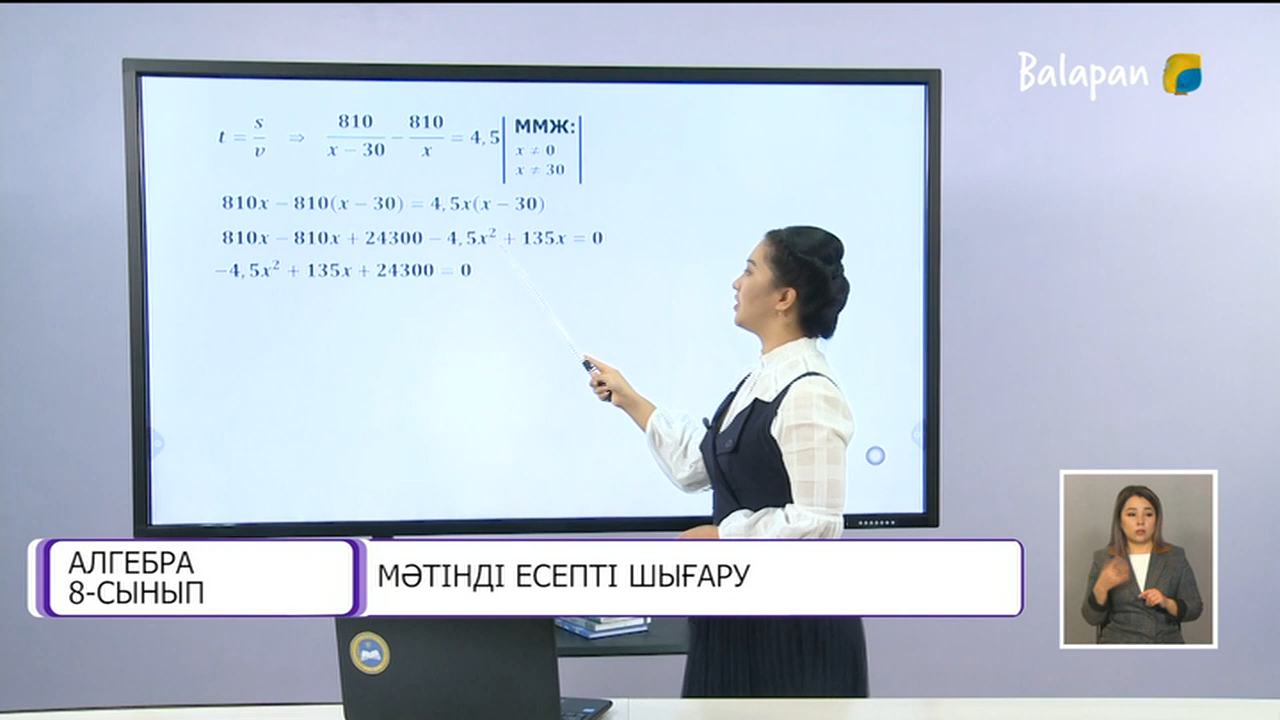 Balapan
t = s/v ⇒ 810/(x − 30) − 810/x = 4,5
ММЖ:
x ≠ 0
x ≠ 30
810x − 810(x − 30) = 4,5x(x − 30)
810x − 810x + 24300 − 4,5x² + 135x = 0
−4,5x² + 135x + 24300 = 0
АЛГЕБРА
8-СЫНЫП
МӘТІНДІ ЕСЕПТІ ШЫҒАРУ